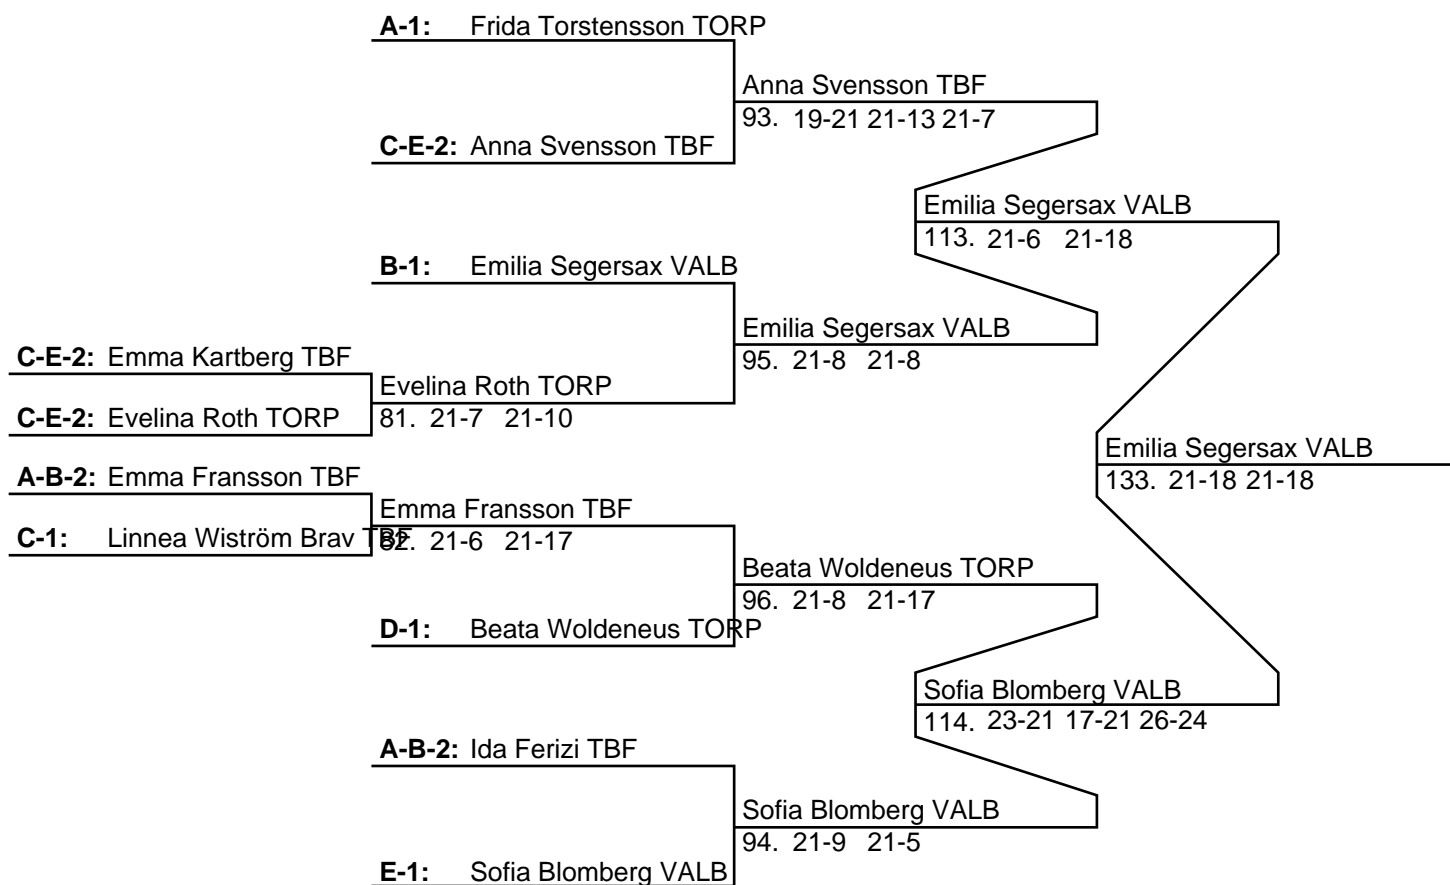 A-1: Frida Torstensson TORP
Anna Svensson TBF
93. 19-21 21-13 21-7
C-E-2: Anna Svensson TBF
Emilia Segersax VALB
113. 21-6 21-18
B-1: Emilia Segersax VALB
Emilia Segersax VALB
95. 21-8 21-8
C-E-2: Emma Kartberg TBF
Evelina Roth TORP
81. 21-7 21-10
C-E-2: Evelina Roth TORP
Emilia Segersax VALB
133. 21-18 21-18
A-B-2: Emma Fransson TBF
Emma Fransson TBF
82. 21-6 21-17
C-1: Linnea Wiström Brav TBF
Beata Woldeneus TORP
96. 21-8 21-17
D-1: Beata Woldeneus TORP
Sofia Blomberg VALB
114. 23-21 17-21 26-24
A-B-2: Ida Ferizi TBF
Sofia Blomberg VALB
94. 21-9 21-5
E-1: Sofia Blomberg VALB